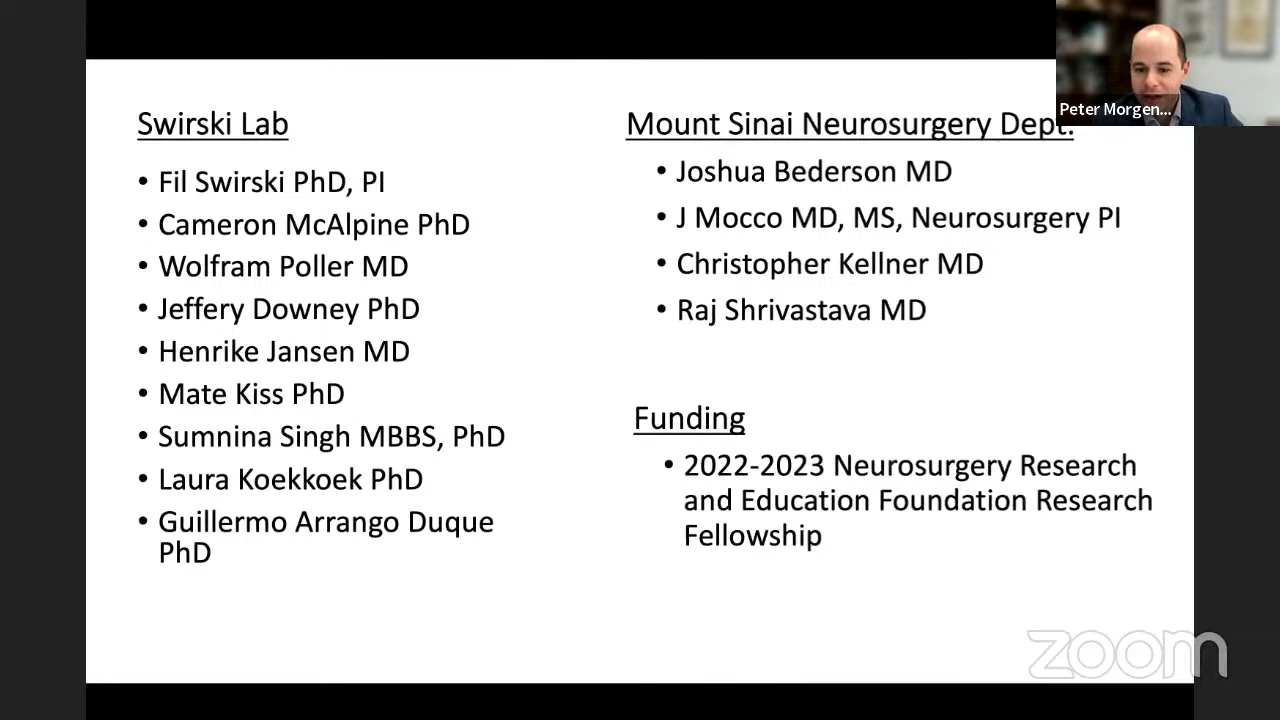 Swirski Lab
• Fil Swirski PhD, PI
• Cameron McAlpine PhD
• Wolfram Poller MD
• Jeffery Downey PhD
• Henrike Jansen MD
• Mate Kiss PhD
• Sumnina Singh MBBS, PhD
• Laura Koekkoek PhD
• Guillermo Arrango Duque
PhD
Mount Sinai Neurosurgery Dept.
• Joshua Bederson MD
• J Mocco MD, MS, Neurosurgery PI
• Christopher Kellner MD
• Raj Shrivastava MD
Funding
• 2022-2023 Neurosurgery Research
and Education Foundation Research
Fellowship
Peter Morgen...
zoom